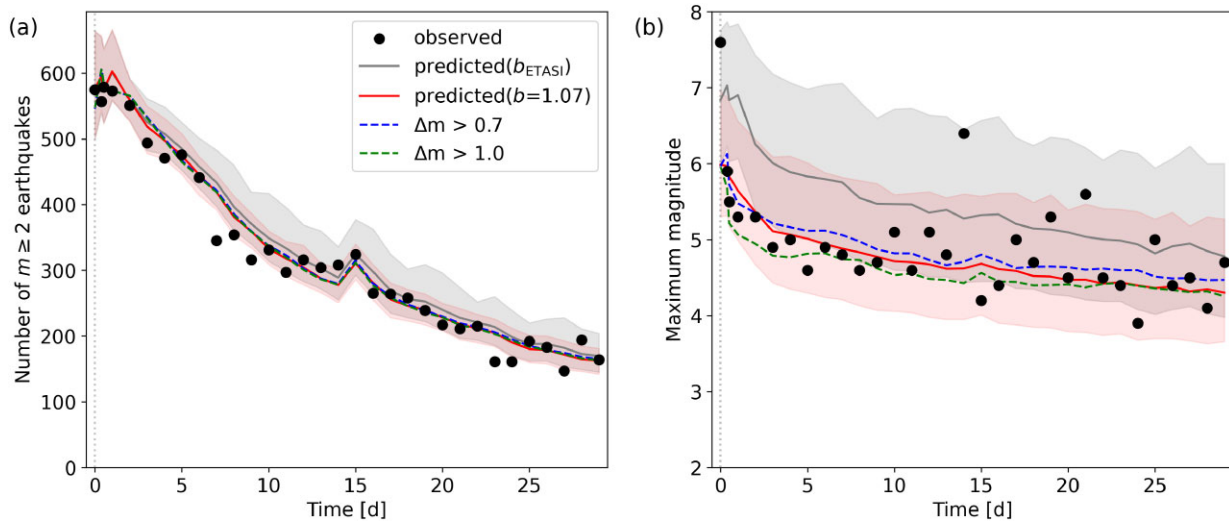 (a)
Number of m ≥ 2 earthquakes
600
500
400
300
200
100
0
0 5 10 15 20 25
Time [d]
observed
predicted(b_ETASI)
predicted(b=1.07)
Δm > 0.7
Δm > 1.0
(b)
Maximum magnitude
8
7
6
5
4
3
2
0 5 10 15 20 25
Time [d]